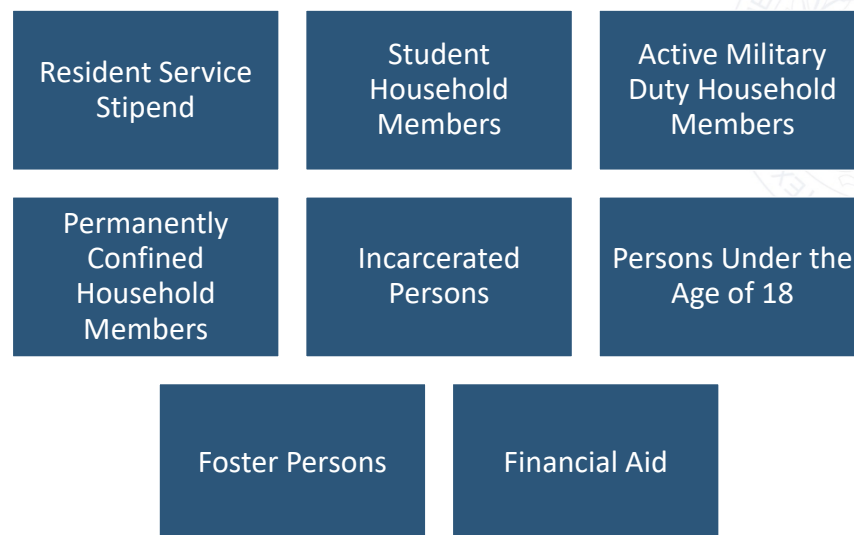 Resident Service
Stipend
Student
Household
Members
Active Military
Duty Household
Members
Permanently
Confined
Household
Members
Incarcerated
Persons
Persons Under the
Age of 18
Foster Persons
Financial Aid